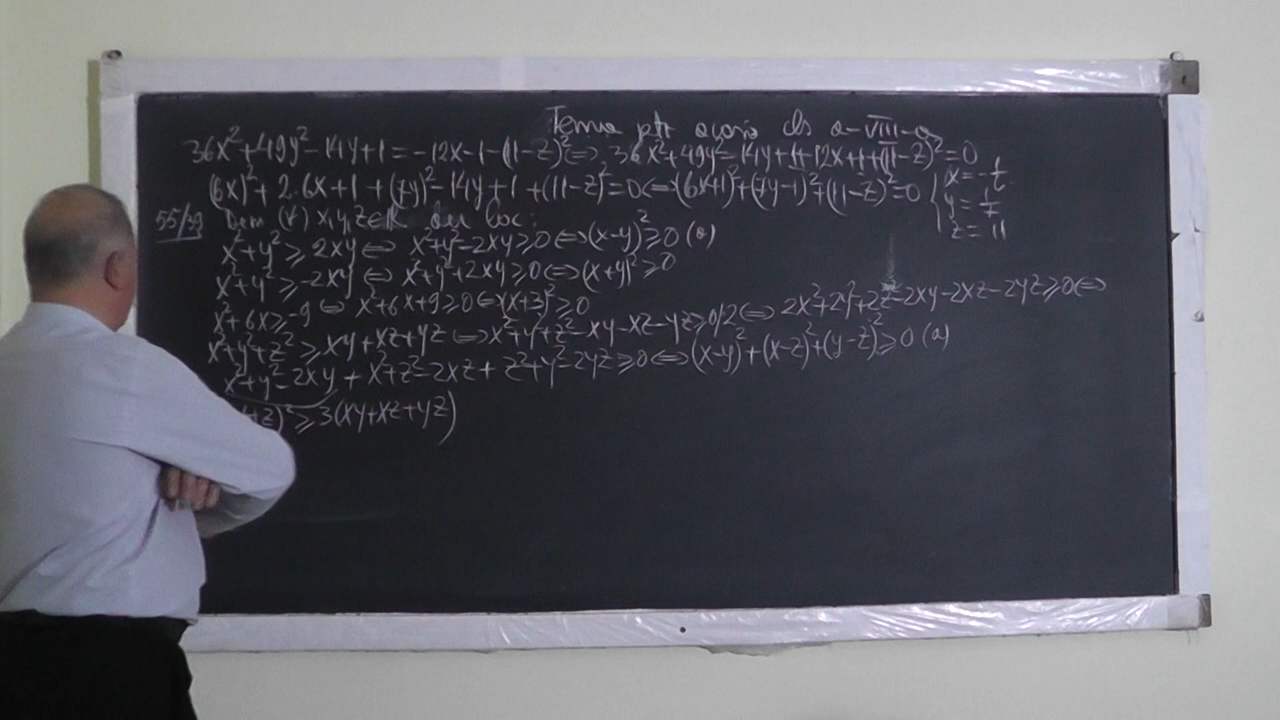 Tema ptr acasă cls a-VIII-a
36x²+49y²-14y+1=-12x-1-(11-z)² ⇔ 36x²+49y²-14y+1+12x+1+(11-z)²=0
(6x)²+2.6x+1+(7y)²-14y+1+(11-z)²=0 ⇔ (6x+1)²+(7y-1)²+(11-z)²=0 { x=-1/6
y=1/7
z=11
55/39 Dem (∀) x,y,z∈R au loc:
x²+y²≥2xy ⇔ x²+y²-2xy≥0 ⇔ (x-y)²≥0 (a)
x²+y²≥-2xy ⇔ x²+y²+2xy≥0 ⇔ (x+y)²≥0
x²+6x≥-9 ⇔ x²+6x+9≥0 ⇔ (x+3)²≥0
x²+y²+z²≥xy+xz+yz ⇔ x²+y²+z²-xy-xz-yz≥0/·2 ⇔ 2x²+2y²+2z²-2xy-2xz-2yz≥0 ⇔
x²+y²-2xy+x²+z²-2xz+z²+y²-2yz≥0 ⇔ (x-y)²+(x-z)²+(y-z)²≥0 (a)
+z)²≥3(xy+xz+yz)